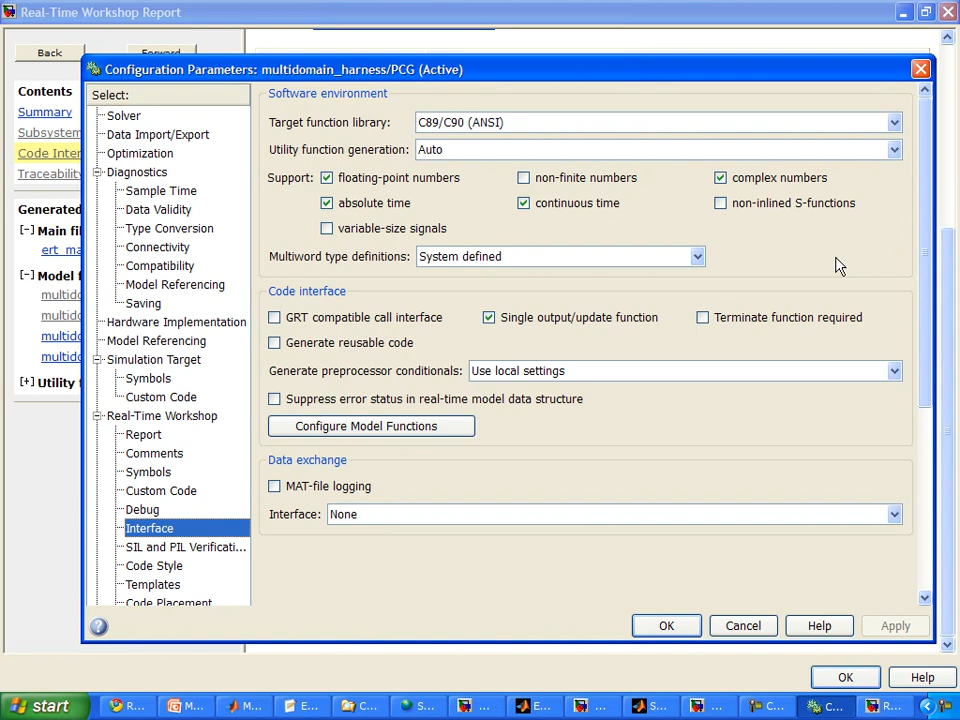 Real-Time Workshop Report
Back
Forward
Contents
Summary
Subsystem
Code Inter
Traceability
Generated
[-] Main fil
ert_ma
[-] Model f
multido
multido
multido
multido
[+] Utility f
Configuration Parameters: multidomain_harness/PCG (Active)
Select:
Solver
Data Import/Export
Optimization
Diagnostics
Sample Time
Data Validity
Type Conversion
Connectivity
Compatibility
Model Referencing
Saving
Hardware Implementation
Model Referencing
Simulation Target
Symbols
Custom Code
Real-Time Workshop
Report
Comments
Symbols
Custom Code
Debug
Interface
SIL and PIL Verificati...
Code Style
Templates
Code Placement
Software environment
Target function library: C89/C90 (ANSI)
Utility function generation: Auto
Support: floating-point numbers non-finite numbers complex numbers
absolute time continuous time non-inlined S-functions
variable-size signals
Multiword type definitions: System defined
Code interface
GRT compatible call interface Single output/update function Terminate function required
Generate reusable code
Generate preprocessor conditionals: Use local settings
Suppress error status in real-time model data structure
Configure Model Functions
Data exchange
MAT-file logging
Interface: None
OK Cancel Help Apply
OK Help
start R... M... M... E... C... S... ... E... ... S... ... C... C... R...